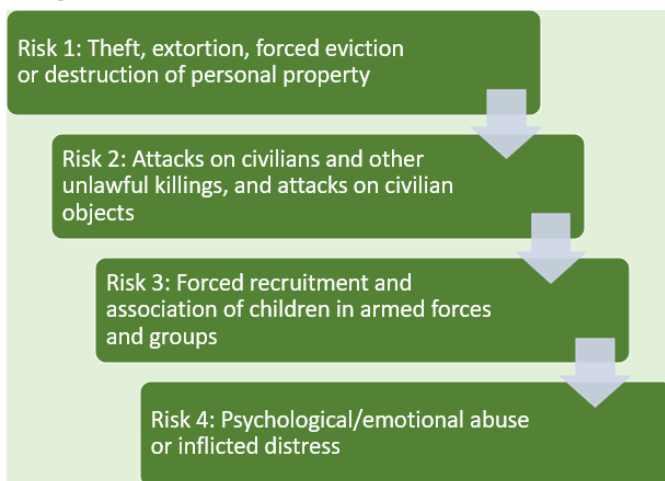 Risk 1: Theft, extortion, forced eviction
or destruction of personal property
Risk 2: Attacks on civilians and other
unlawful killings, and attacks on civilian
objects
Risk 3: Forced recruitment and
association of children in armed forces
and groups
Risk 4: Psychological/emotional abuse
or inflicted distress